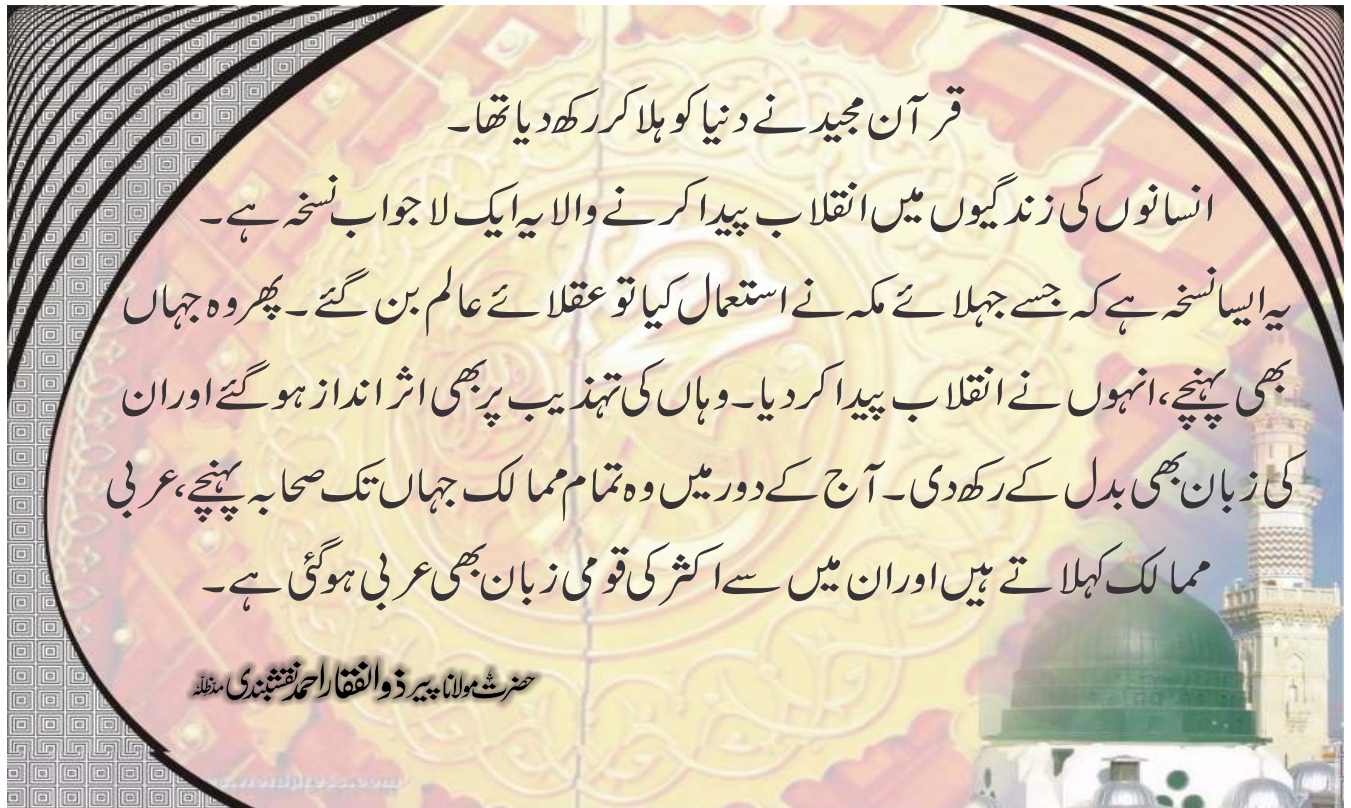 قرآن مجید نے دنیا کو ہلا کر رکھ دیا تھا۔
انسانوں کی زندگیوں میں انقلاب پیدا کرنے والا یہ ایک لا جواب نسخہ ہے۔
یہ ایسا نسخہ ہے کہ جسے جہلائے مکہ نے استعمال کیا تو عقلائے عالم بن گئے۔ پھر وہ جہاں
بھی پہنچے، انہوں نے انقلاب پیدا کر دیا۔ وہاں کی تہذیب پر بھی اثر انداز ہو گئے اور ان
کی زبان بھی بدل کے رکھ دی۔ آج کے دور میں وہ تمام ممالک جہاں تک صحابہ پہنچے، عربی
ممالک کہلاتے ہیں اور ان میں سے اکثر کی قومی زبان بھی عربی ہوگئی ہے۔
حضرت مولانا پیر ذوالفقار احمد نقشبندی مدظلہ